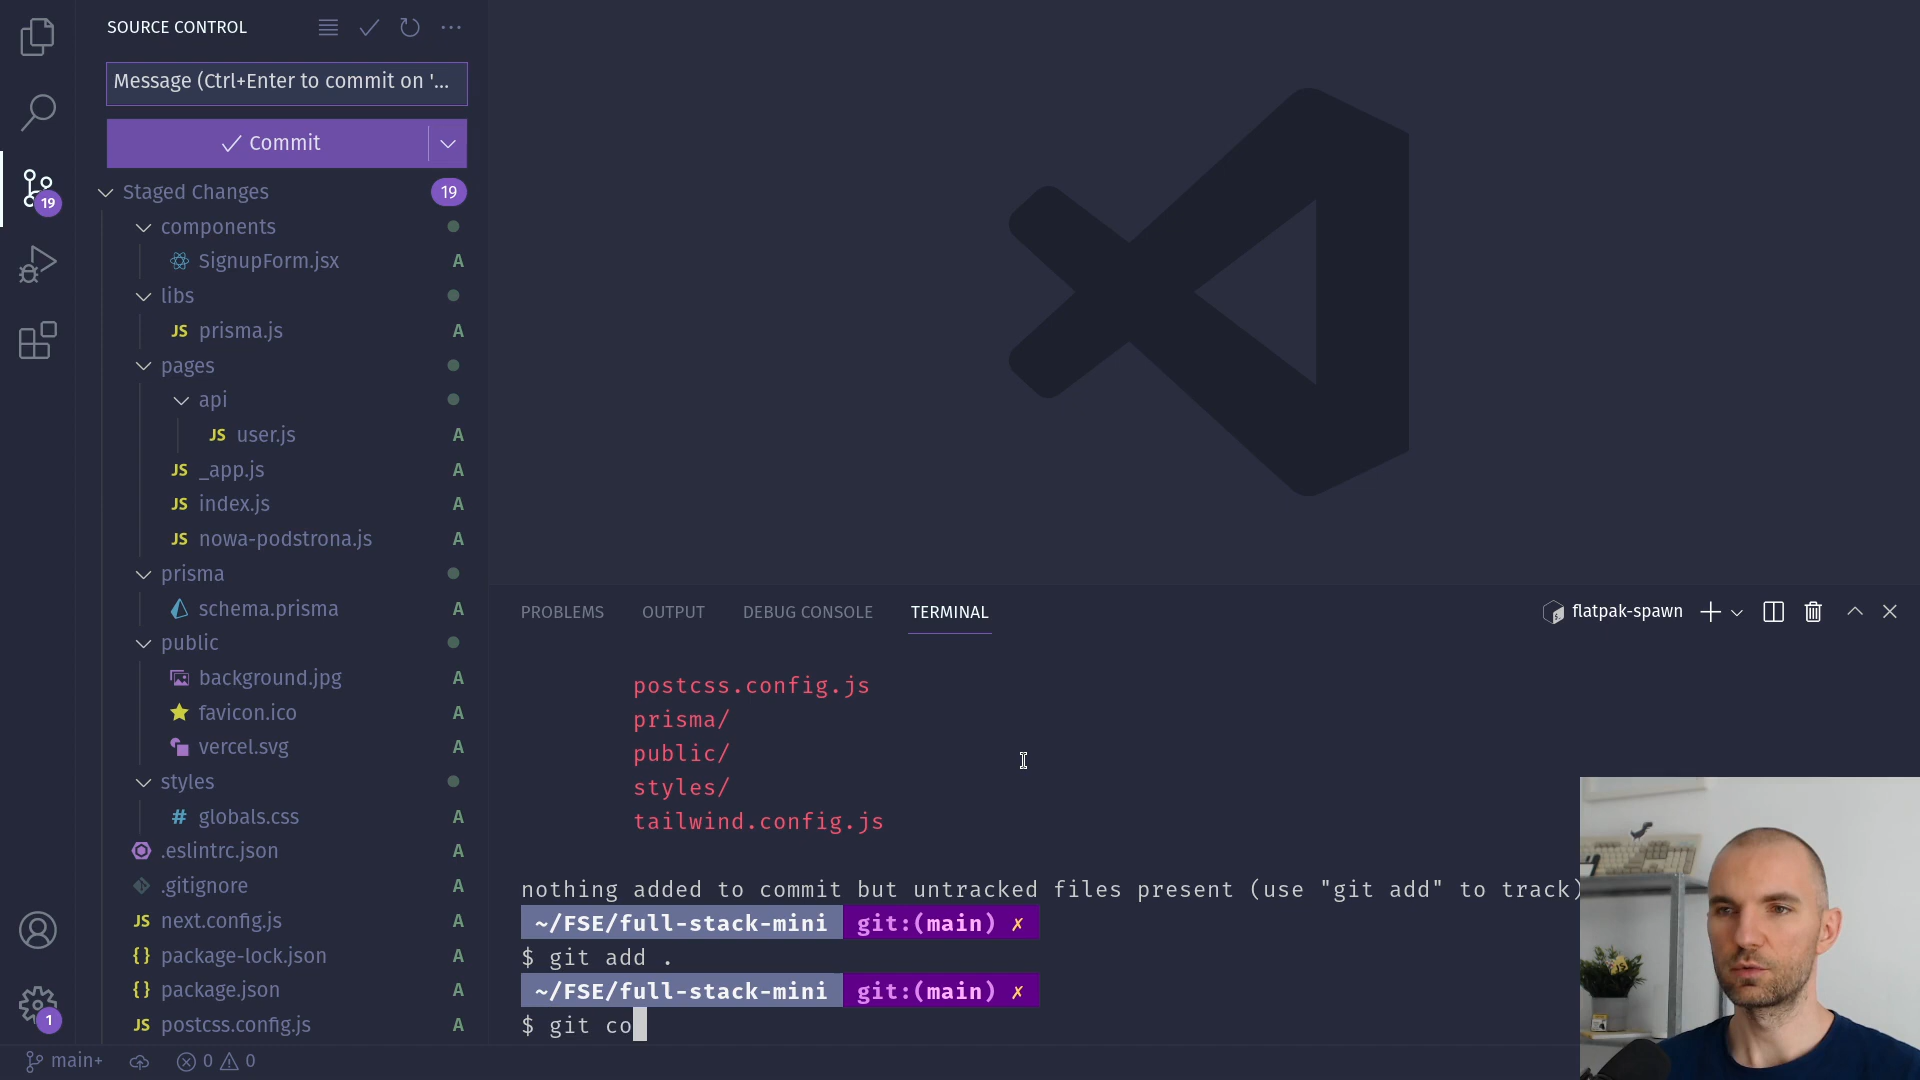 SOURCE CONTROL
Message (Ctrl+Enter to commit on '...
Commit
Staged Changes 19
19
components
SignupForm.jsx A
libs
JS prisma.js A
pages
api
JS user.js A
JS _app.js A
JS index.js A
JS nowa-podstrona.js A
prisma
schema.prisma A
public
background.jpg A
favicon.ico A
vercel.svg A
styles
# globals.css A
.eslintrc.json A
.gitignore A
JS next.config.js A
{} package-lock.json A
{} package.json A
JS postcss.config.js A
1
main+ 0 0
PROBLEMS OUTPUT DEBUG CONSOLE TERMINAL flatpak-spawn
postcss.config.js
prisma/
public/
styles/
tailwind.config.js
nothing added to commit but untracked files present (use "git add" to track)
~/FSE/full-stack-mini git:(main) ✗
$ git add .
~/FSE/full-stack-mini git:(main) ✗
$ git co